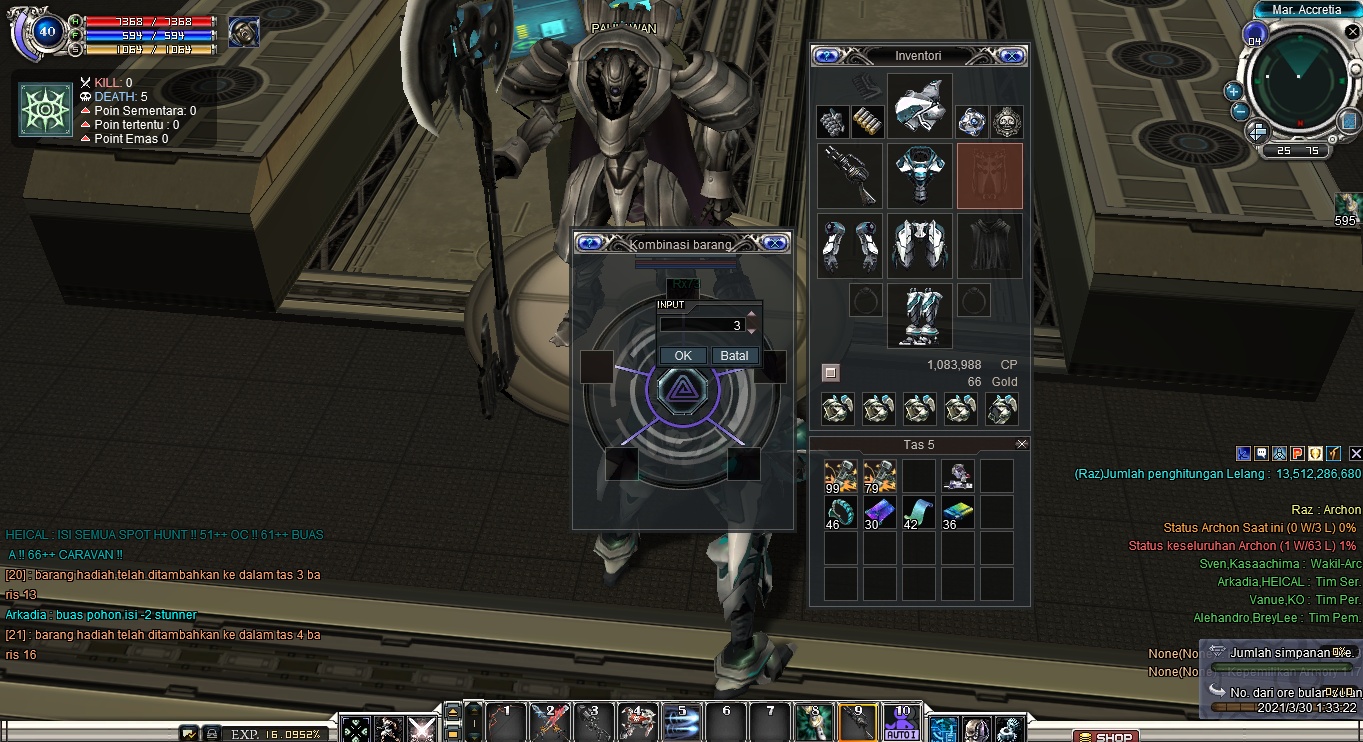 40
H 7368 / 7368
F 594 / 594
S 1064 / 1064
KILL: 0
DEATH: 5
Poin Sementara: 0
Poin tertentu : 0
Point Emas 0
Inventori
Mar. Accretia
04
N
25 75
595
Kombinasi barang
INPUT
3
OK Batal
1,083,988 CP
66 Gold
Tas 5
99 79
46 30 42 36
(Raz)Jumlah penghitungan Lelang : 13,512,286,680
Raz : Archon
Status Archon Saat ini (0 W/3 L) 0%
Status keseluruhan Archon (1 W/63 L) 1%
Sven,Kasaachima : Wakil-Arc
Arkadia,HEICAL : Tim Ser.
Vanue,KO : Tim Per.
Alehandro,BreyLee : Tim Pem.
HEICAL : ISI SEMUA SPOT HUNT !! 51++ OC !! 61++ BUAS
A !! 66++ CARAVAN !!
[20] : barang hadiah telah ditambahkan ke dalam tas 3 ba
ris 13
Arkadia : buas pohon isi -2 stunner
[21] : barang hadiah telah ditambahkan ke dalam tas 4 ba
ris 16
Jumlah simpanan
No. dari ore
2021/3/30 1:33:22
EXP. 16.0952%
1 2 3 4 5 6 7 8 9 10
AUTO I
SHOP